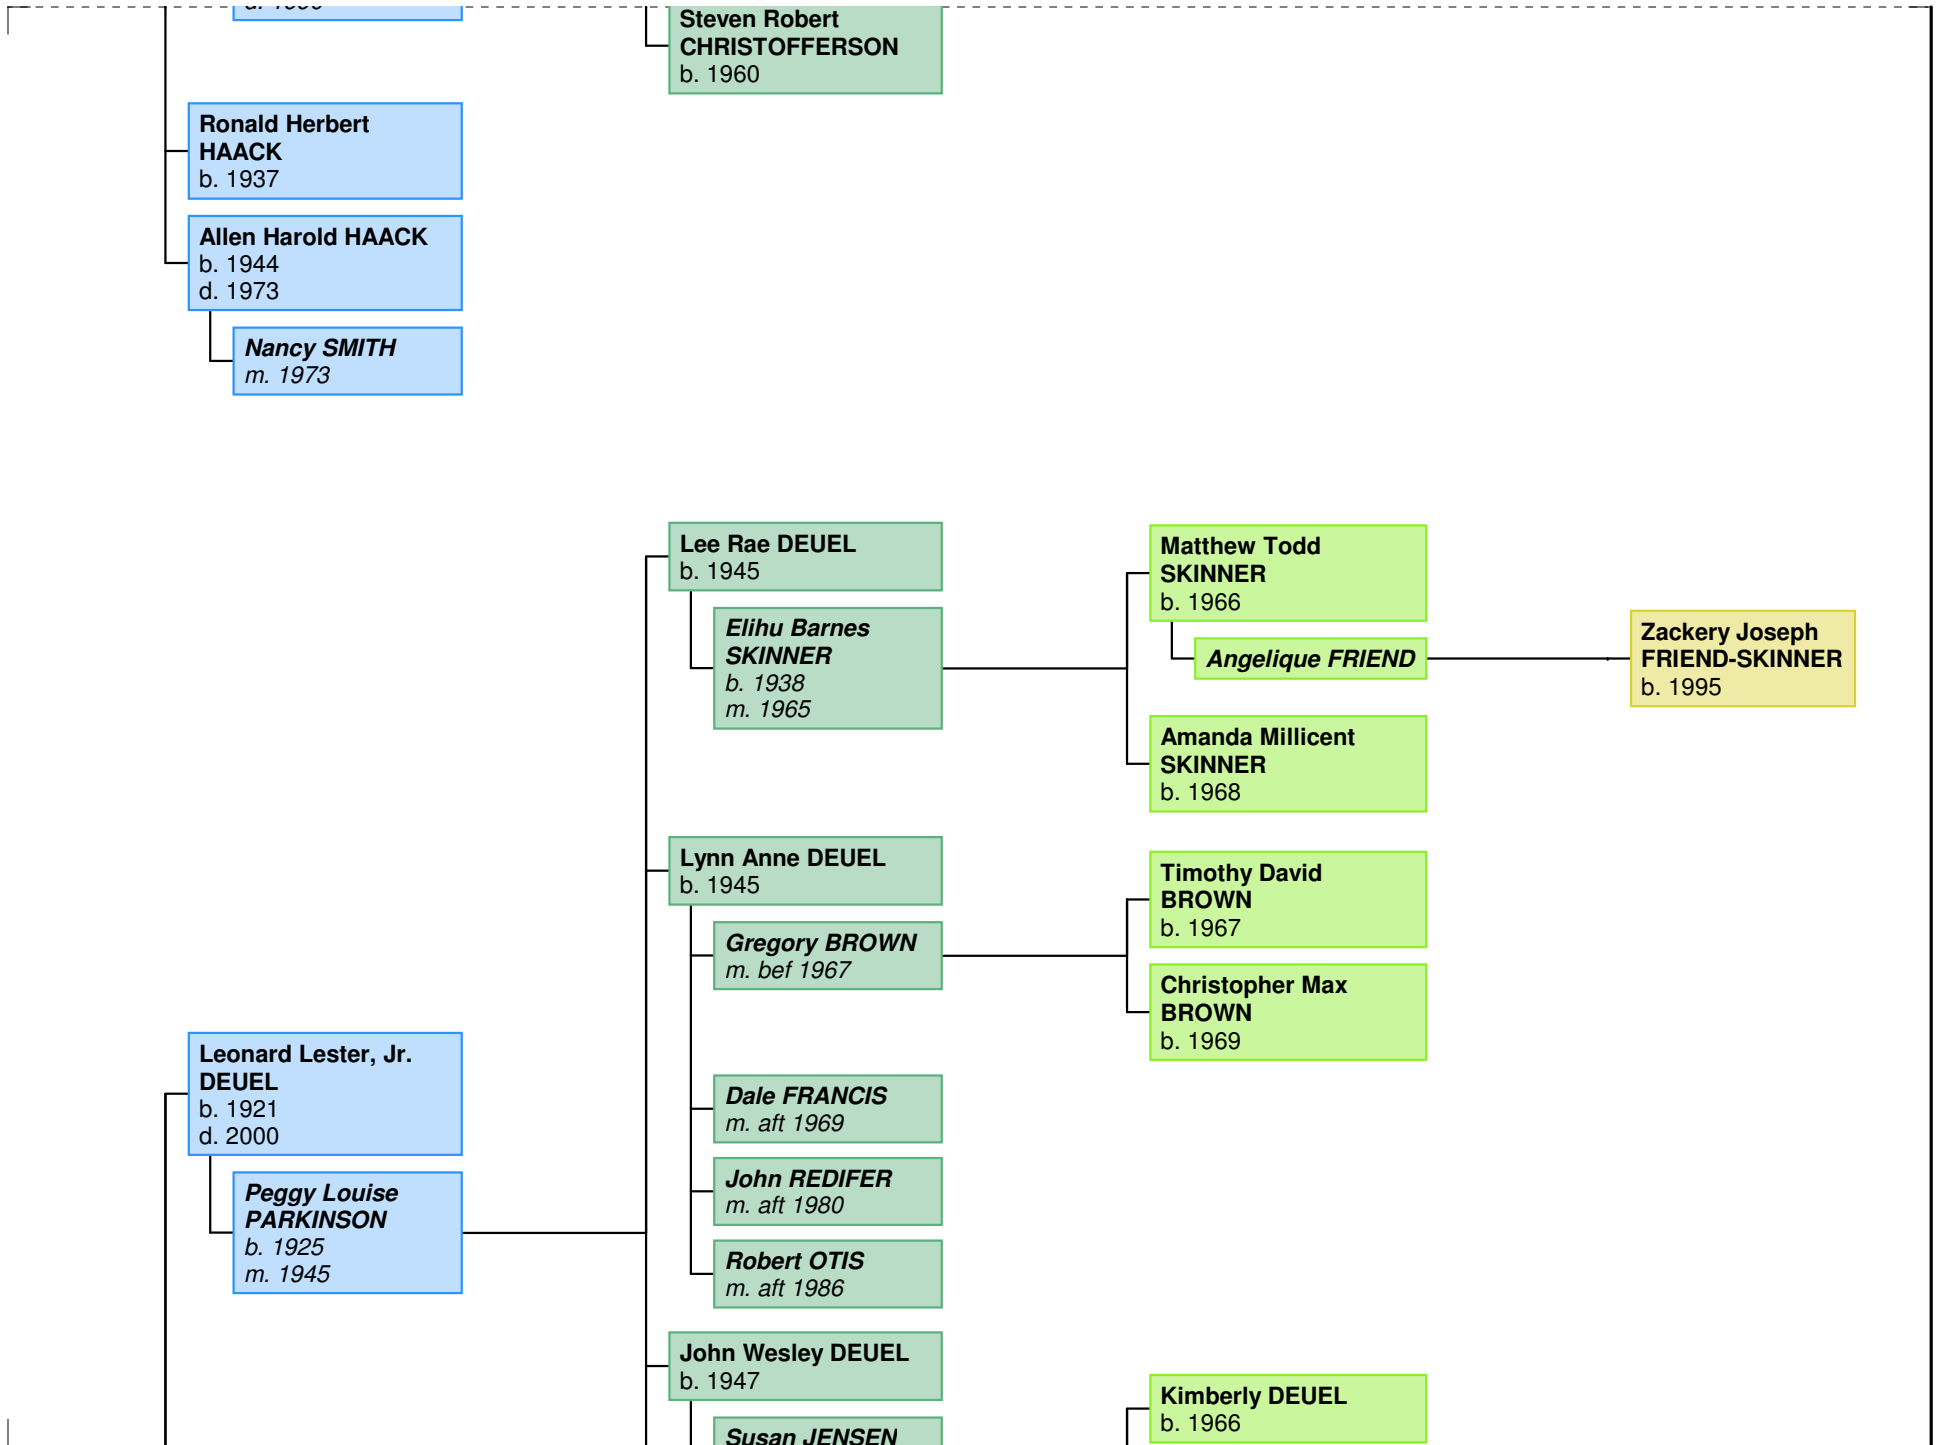 Steven Robert
CHRISTOFFERSON
b. 1960
Ronald Herbert
HAACK
b. 1937
Allen Harold HAACK
b. 1944
d. 1973
Nancy SMITH
m. 1973
Lee Rae DEUEL
b. 1945
Elihu Barnes
SKINNER
b. 1938
m. 1965
Matthew Todd
SKINNER
b. 1966
Angelique FRIEND
Zackery Joseph
FRIEND-SKINNER
b. 1995
Amanda Millicent
SKINNER
b. 1968
Lynn Anne DEUEL
b. 1945
Gregory BROWN
m. bef 1967
Timothy David
BROWN
b. 1967
Christopher Max
BROWN
b. 1969
Dale FRANCIS
m. aft 1969
John REDIFER
m. aft 1980
Robert OTIS
m. aft 1986
Leonard Lester, Jr.
DEUEL
b. 1921
d. 2000
Peggy Louise
PARKINSON
b. 1925
m. 1945
John Wesley DEUEL
b. 1947
Susan JENSEN
Kimberly DEUEL
b. 1966